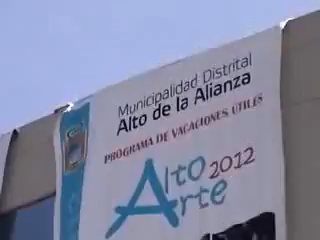 Municipalidad Distrital
Alto de la Alianza
PROGRAMA DE VACACIONES ÚTILES
Alto 2012
Arte